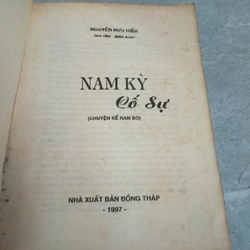 NGUYỄN HỮU HIẾU
NAM KỲ
Cố Sự
(CHUYỆN KỂ NAM BỘ)
NHÀ XUẤT BẢN ĐỒNG THÁP
- 1997 -